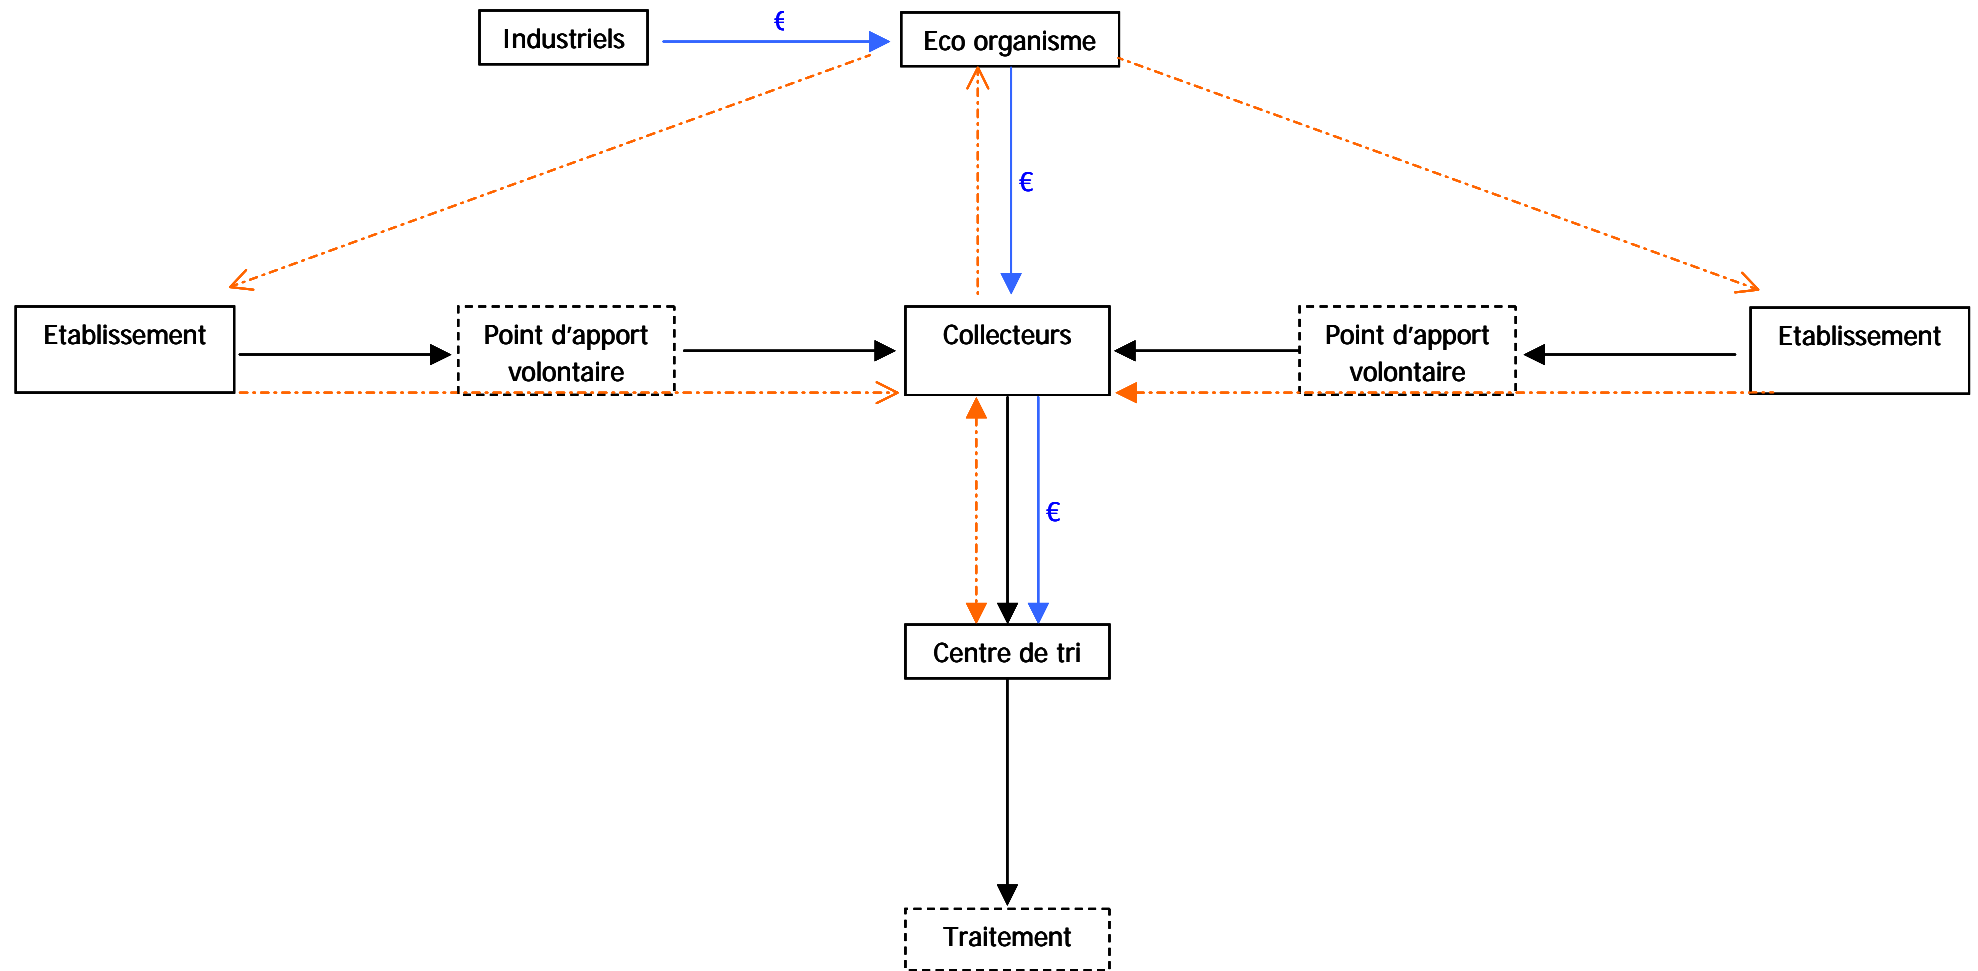 €
Industriels
Eco organisme
€
Etablissement
Point d'apport
volontaire
Collecteurs
Point d'apport
volontaire
Etablissement
€
Centre de tri
Traitement